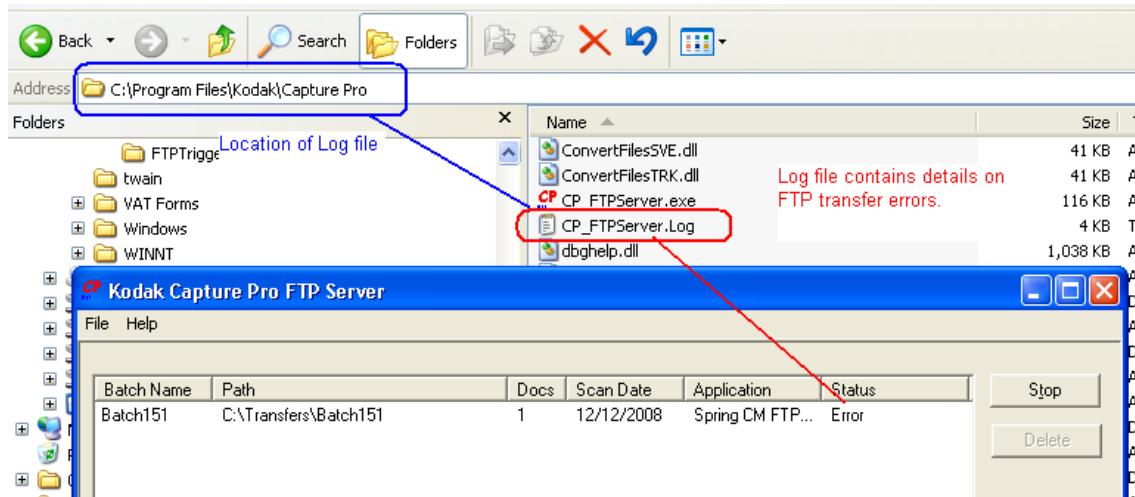 Back Search Folders
Address C:\Program Files\Kodak\Capture Pro
Folders × Name Size
Location of Log file
FTPTrigge ConvertFilesSVE.dll 41 KB A
twain ConvertFilesTRK.dll 41 KB A
Log file contains details on
FTP transfer errors.
VAT Forms CP_FTPServer.exe 116 KB A
Windows CP_FTPServer.Log 4 KB T
WINNT dbghelp.dll 1,038 KB A
CP Kodak Capture Pro FTP Server
File Help
Batch Name Path Docs Scan Date Application Status Stop
Batch151 C:\Transfers\Batch151 1 12/12/2008 Spring CM FTP... Error
Delete